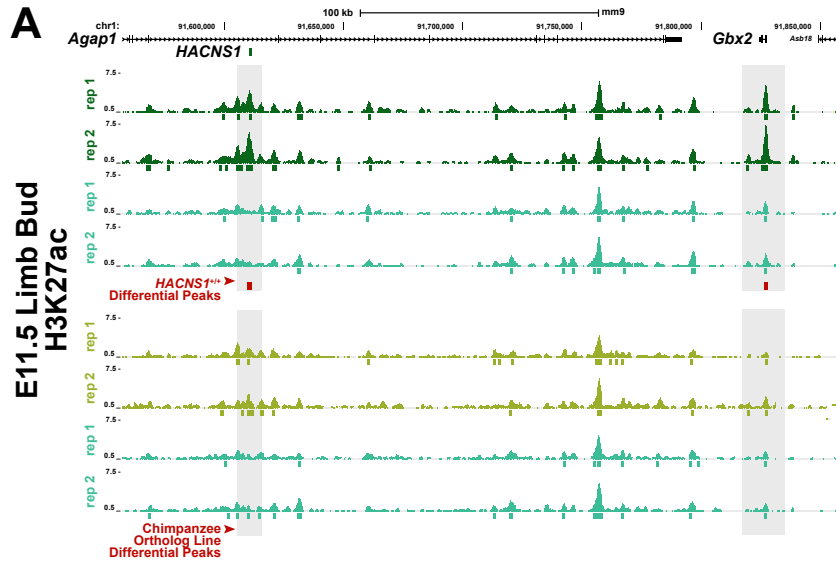 A
100 kb mm9
chr1: 91,600,000 91,650,000 91,700,000 91,750,000 91,800,000 91,850,000
Agap1 Gbx2 Asb18
HACNS1
E11.5 Limb Bud
H3K27ac
7.5
rep 1
0.5
7.5
rep 2
0.5
7.5
rep 1
0.5
7.5
rep 2
0.5
HACNS1+/+
Differential Peaks
7.5
rep 1
0.5
7.5
rep 2
0.5
7.5
rep 1
0.5
7.5
rep 2
0.5
Chimpanzee
Ortholog Line
Differential Peaks